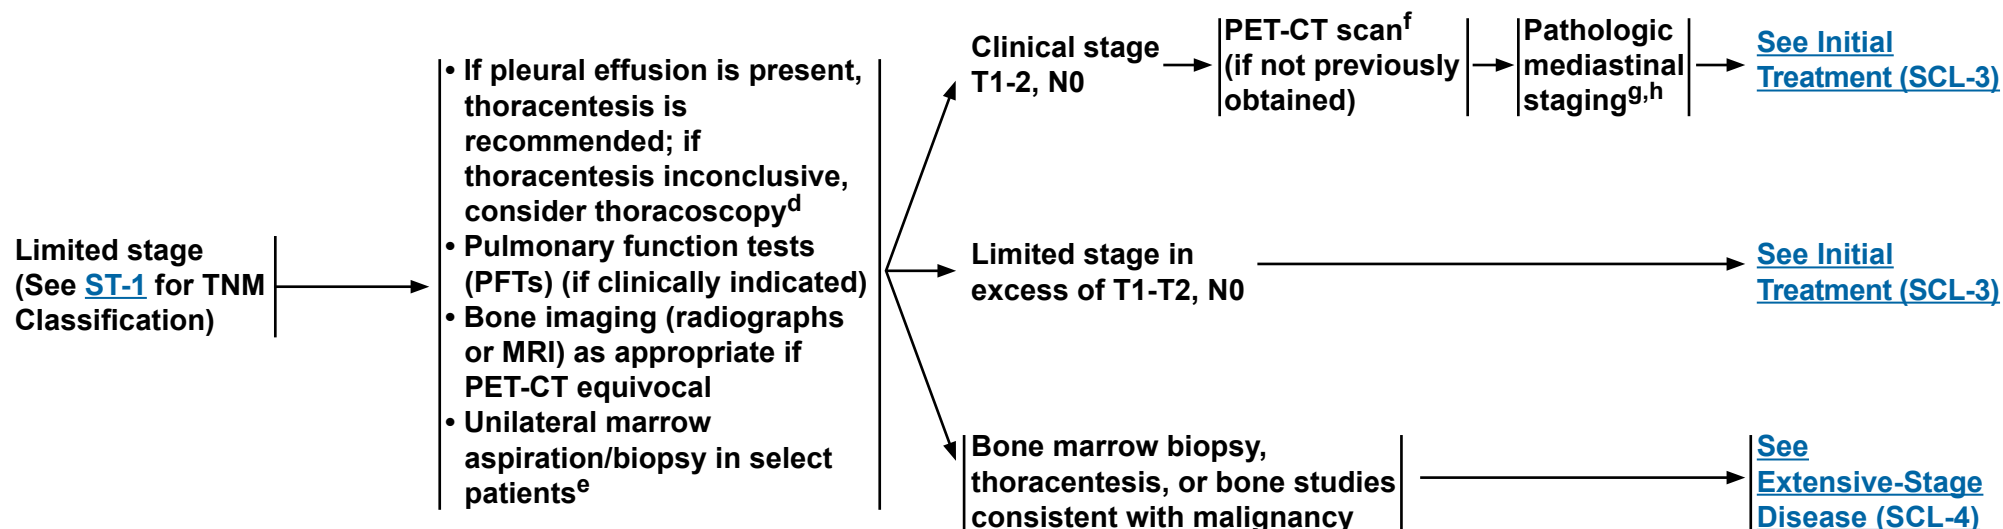 Limited stage
(See ST-1 for TNM
Classification)
• If pleural effusion is present,
thoracentesis is
recommended; if
thoracentesis inconclusive,
consider thoracoscopyd
• Pulmonary function tests
(PFTs) (if clinically indicated)
• Bone imaging (radiographs
or MRI) as appropriate if
PET-CT equivocal
• Unilateral marrow
aspiration/biopsy in select
patientse
Clinical stage
T1-2, N0
PET-CT scanf
(if not previously
obtained)
Pathologic
mediastinal
stagingg,h
See Initial
Treatment (SCL-3)
Limited stage in
excess of T1-T2, N0
See Initial
Treatment (SCL-3)
Bone marrow biopsy,
thoracentesis, or bone studies
consistent with malignancy
See
Extensive-Stage
Disease (SCL-4)